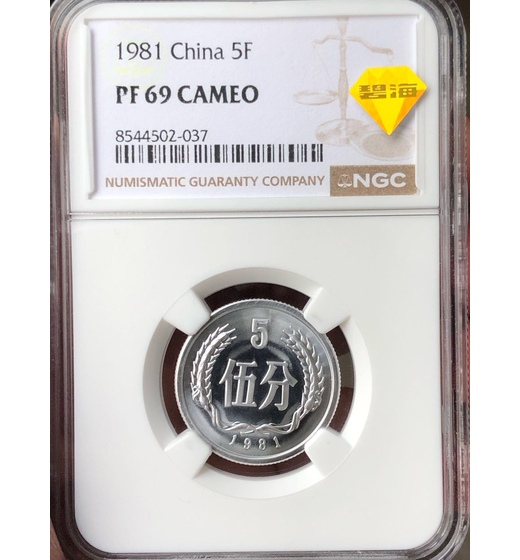 1981 China 5F
PF 69 CAMEO
8544502-037
NUMISMATIC GUARANTY COMPANY
NGC
碧海
5
伍分
1981